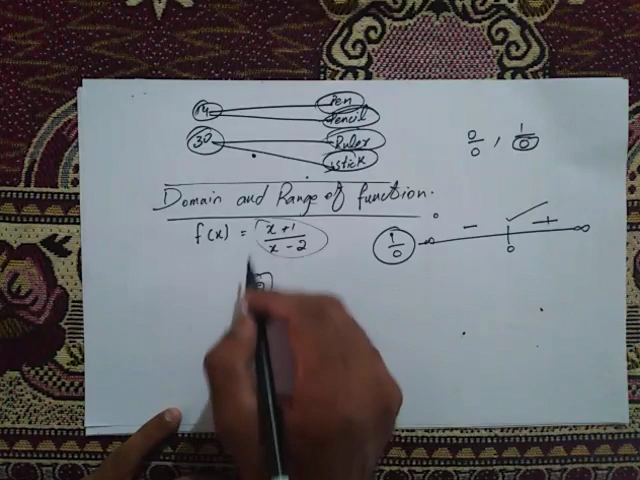 14 Pen
Pencil
30 Ruler
stick
0/0 , 1/0
Domain and Range of function.
f(x) = x+1/x-2
1/0 -∞ - 0 + ∞